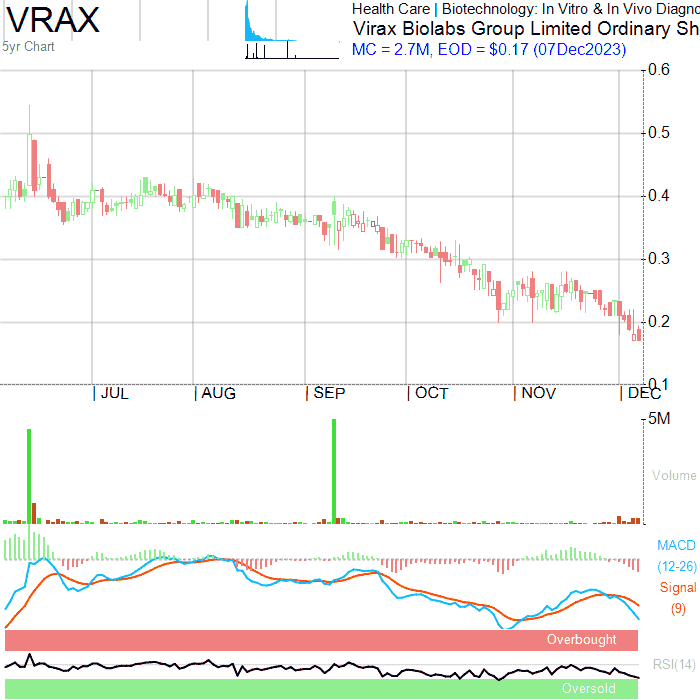 VRAX
5yr Chart
Health Care | Biotechnology: In Vitro & In Vivo Diagno
Virax Biolabs Group Limited Ordinary Sh
MC = 2.7M, EOD = $0.17 (07Dec2023)
0.6
0.5
0.4
0.3
0.2
0.1
JUL AUG SEP OCT NOV DEC
5M
Volume
MACD
(12-26)
Signal
(9)
Overbought
RSI(14)
Oversold